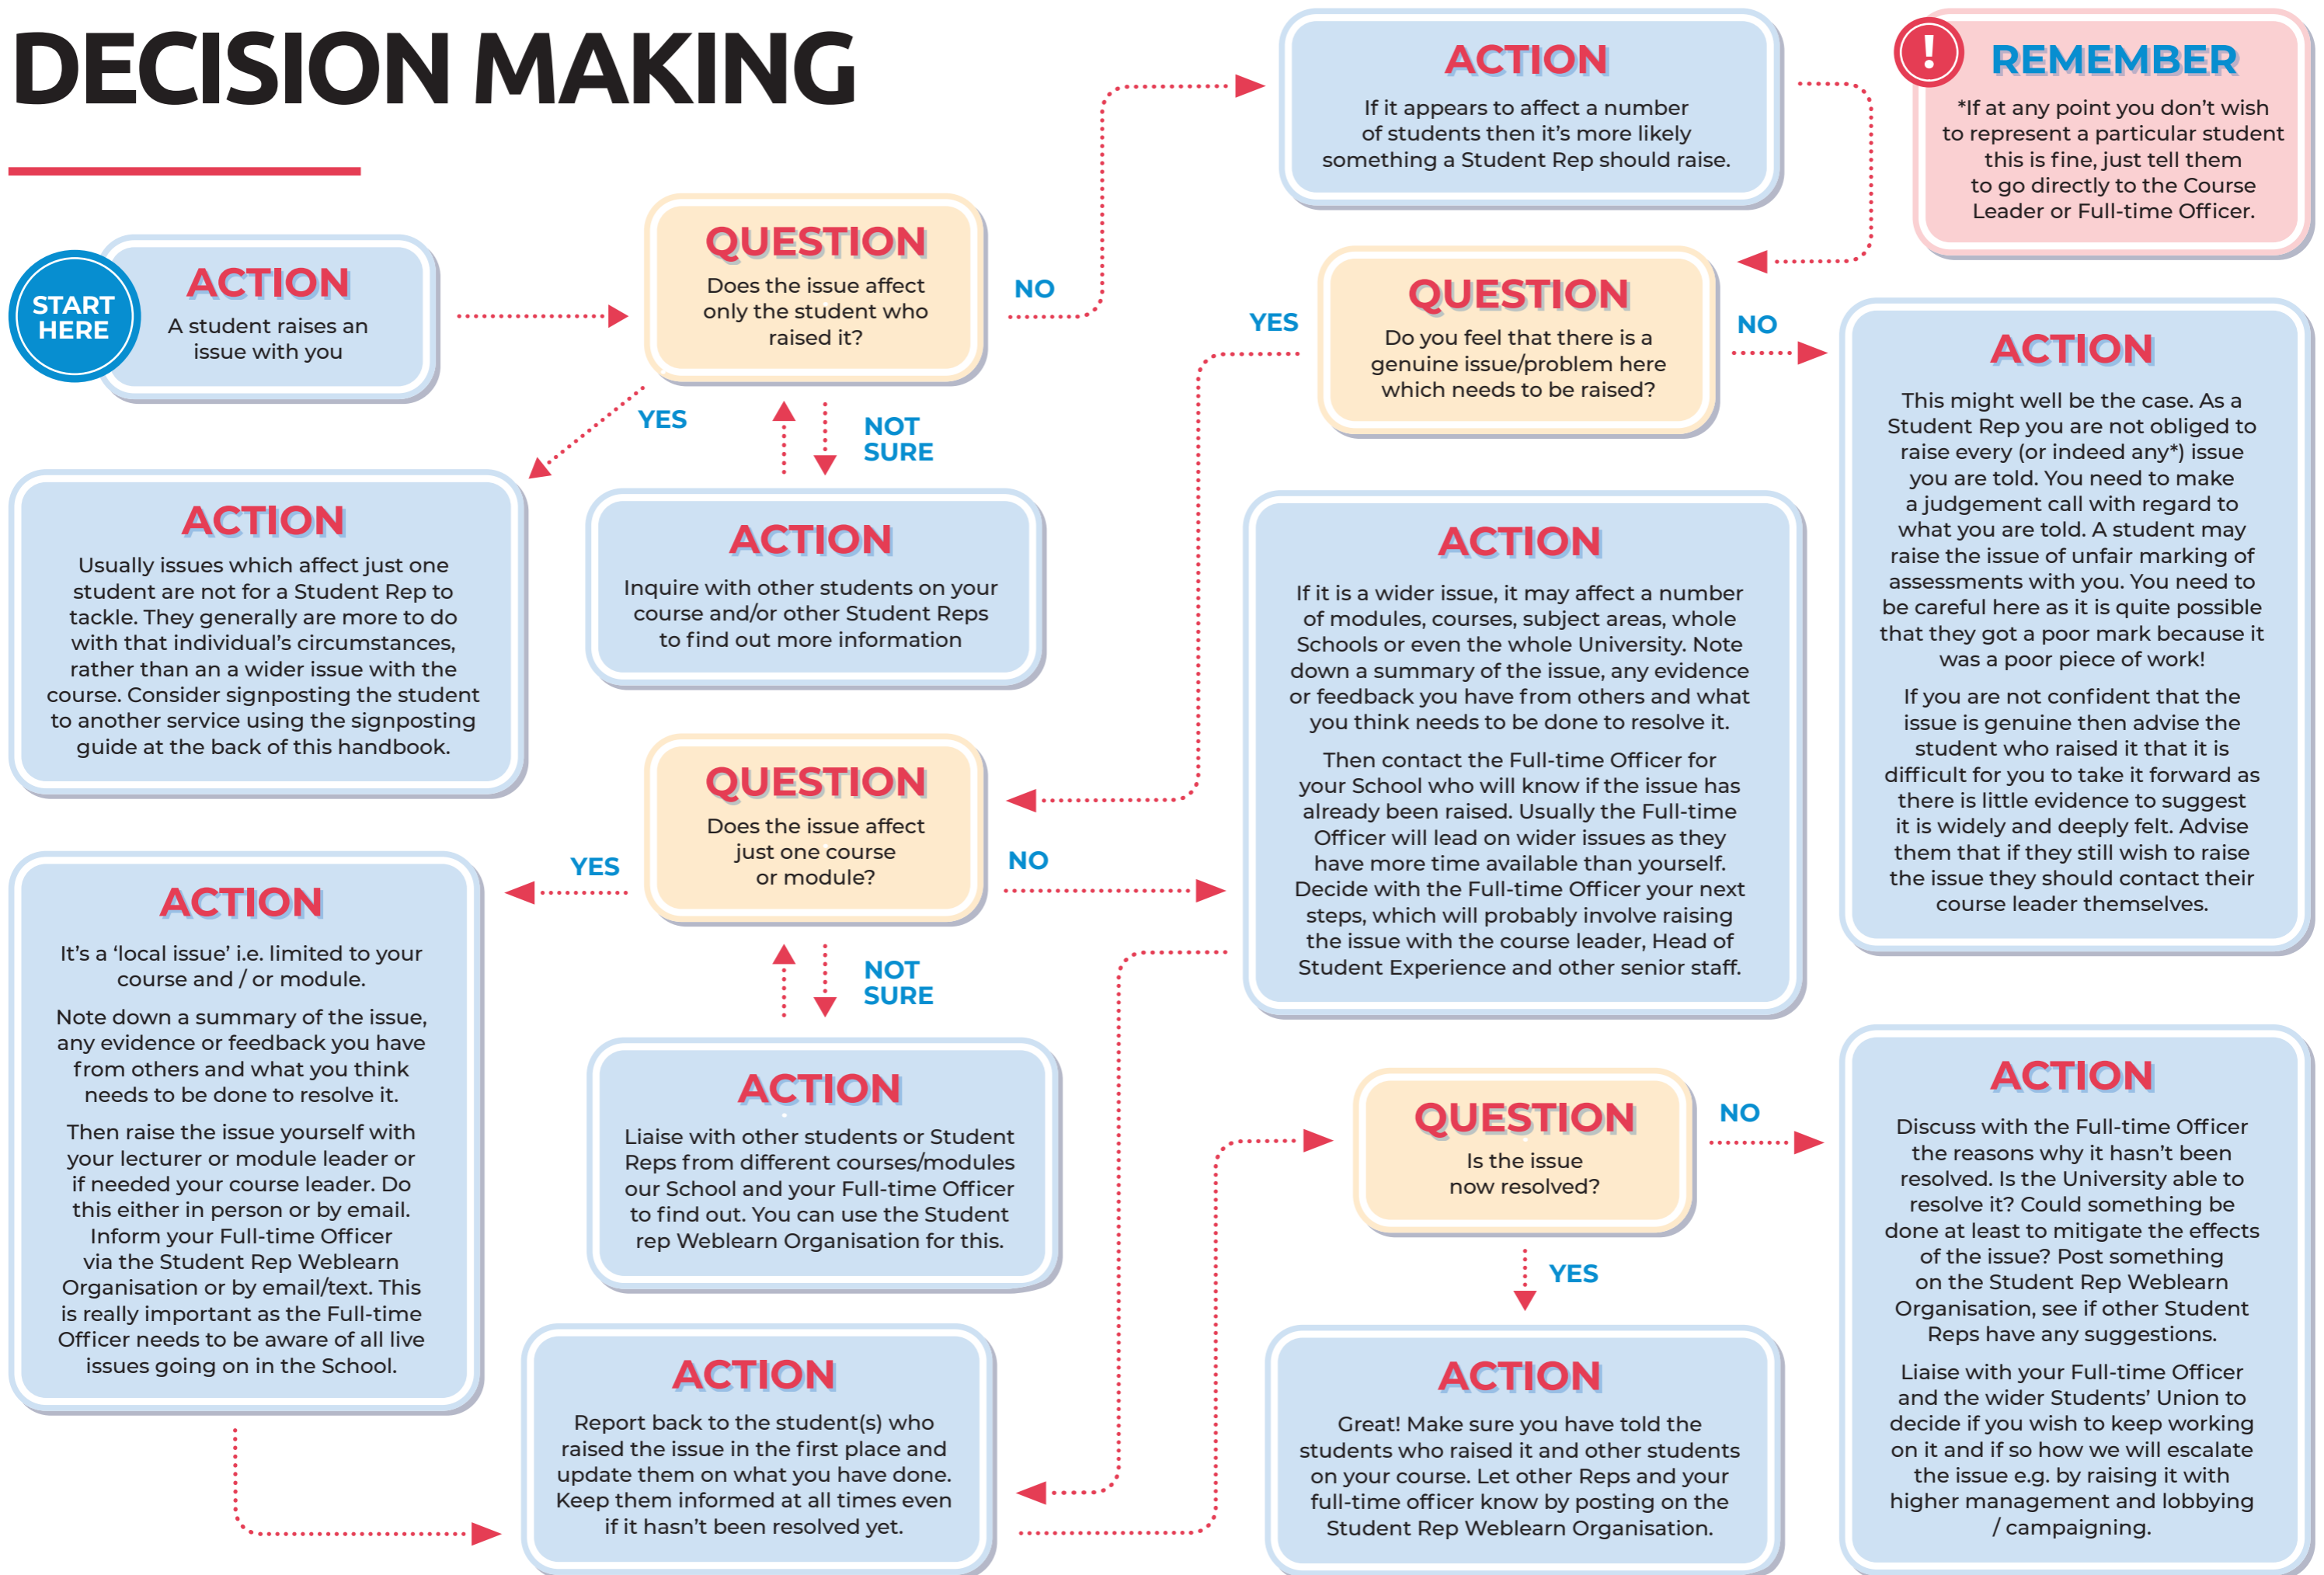 DECISION MAKING
START
HERE
ACTION
A student raises an
issue with you
QUESTION
Does the issue affect
only the student who
raised it?
NO
YES
NOT
SURE
ACTION
If it appears to affect a number
of students then it's more likely
something a Student Rep should raise.
!
REMEMBER
*If at any point you don't wish
to represent a particular student
this is fine, just tell them
to go directly to the Course
Leader or Full-time Officer.
QUESTION
Do you feel that there is a
genuine issue/problem here
which needs to be raised?
YES
NO
ACTION
This might well be the case. As a
Student Rep you are not obliged to
raise every (or indeed any*) issue
you are told. You need to make
a judgement call with regard to
what you are told. A student may
raise the issue of unfair marking of
assessments with you. You need to
be careful here as it is quite possible
that they got a poor mark because it
was a poor piece of work!
If you are not confident that the
issue is genuine then advise the
student who raised it that it is
difficult for you to take it forward as
there is little evidence to suggest
it is widely and deeply felt. Advise
them that if they still wish to raise
the issue they should contact their
course leader themselves.
ACTION
Usually issues which affect just one
student are not for a Student Rep to
tackle. They generally are more to do
with that individual's circumstances,
rather than an a wider issue with the
course. Consider signposting the student
to another service using the signposting
guide at the back of this handbook.
ACTION
Inquire with other students on your
course and/or other Student Reps
to find out more information
QUESTION
Does the issue affect
just one course
or module?
YES
NO
NOT
SURE
ACTION
If it is a wider issue, it may affect a number
of modules, courses, subject areas, whole
Schools or even the whole University. Note
down a summary of the issue, any evidence
or feedback you have from others and what
you think needs to be done to resolve it.
Then contact the Full-time Officer for
your School who will know if the issue has
already been raised. Usually the Full-time
Officer will lead on wider issues as they
have more time available than yourself.
Decide with the Full-time Officer your next
steps, which will probably involve raising
the issue with the course leader, Head of
Student Experience and other senior staff.
ACTION
It's a ‘local issue’ i.e. limited to your
course and / or module.
Note down a summary of the issue,
any evidence or feedback you have
from others and what you think
needs to be done to resolve it.
Then raise the issue yourself with
your lecturer or module leader or
if needed your course leader. Do
this either in person or by email.
Inform your Full-time Officer
via the Student Rep Weblearn
Organisation or by email/text. This
is really important as the Full-time
Officer needs to be aware of all live
issues going on in the School.
ACTION
Liaise with other students or Student
Reps from different courses/modules
our School and your Full-time Officer
to find out. You can use the Student
rep Weblearn Organisation for this.
ACTION
Report back to the student(s) who
raised the issue in the first place and
update them on what you have done.
Keep them informed at all times even
if it hasn't been resolved yet.
QUESTION
Is the issue
now resolved?
NO
YES
ACTION
Great! Make sure you have told the
students who raised it and other students
on your course. Let other Reps and your
full-time officer know by posting on the
Student Rep Weblearn Organisation.
ACTION
Discuss with the Full-time Officer
the reasons why it hasn't been
resolved. Is the University able to
resolve it? Could something be
done at least to mitigate the effects
of the issue? Post something
on the Student Rep Weblearn
Organisation, see if other Student
Reps have any suggestions.
Liaise with your Full-time Officer
and the wider Students' Union to
decide if you wish to keep working
on it and if so how we will escalate
the issue e.g. by raising it with
higher management and lobbying
/ campaigning.